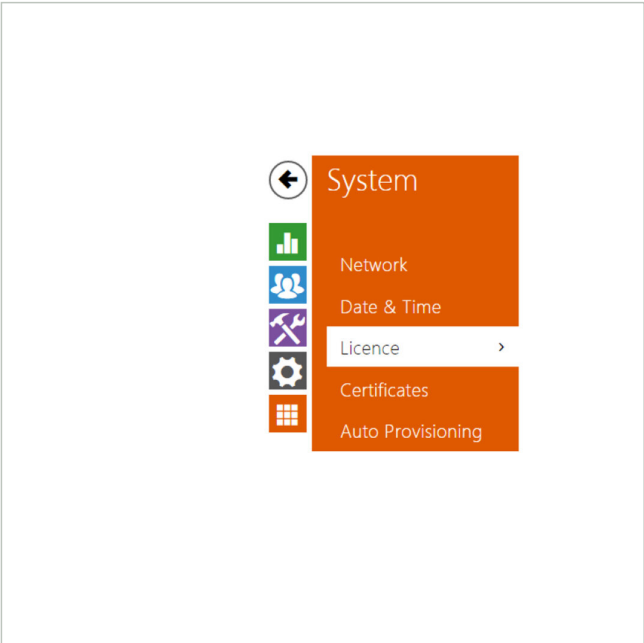 System
Network
Date & Time
Licence
Certificates
Auto Provisioning